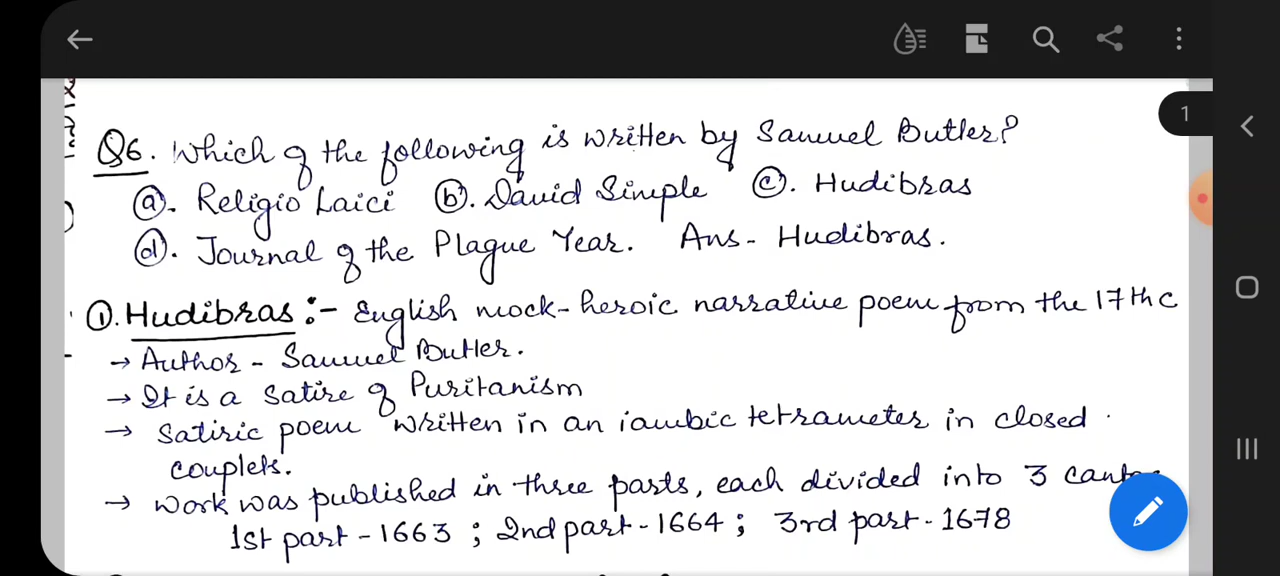 1
Q6. Which of the following is written by Samuel Butler?
(a). Religio Laici (b). David Simple (c). Hudibras
(d). Journal of the Plague Year. Ans - Hudibras.
(1). Hudibras :- English mock-heroic narrative poem from the 17th c
→ Author - Samuel Butler.
→ It is a satire of Puritanism
→ Satiric poem written in an iambic tetrameter in closed
couplets.
→ Work was published in three parts, each divided into 3
1st part - 1663 ; 2nd part - 1664 ; 3rd part - 1678